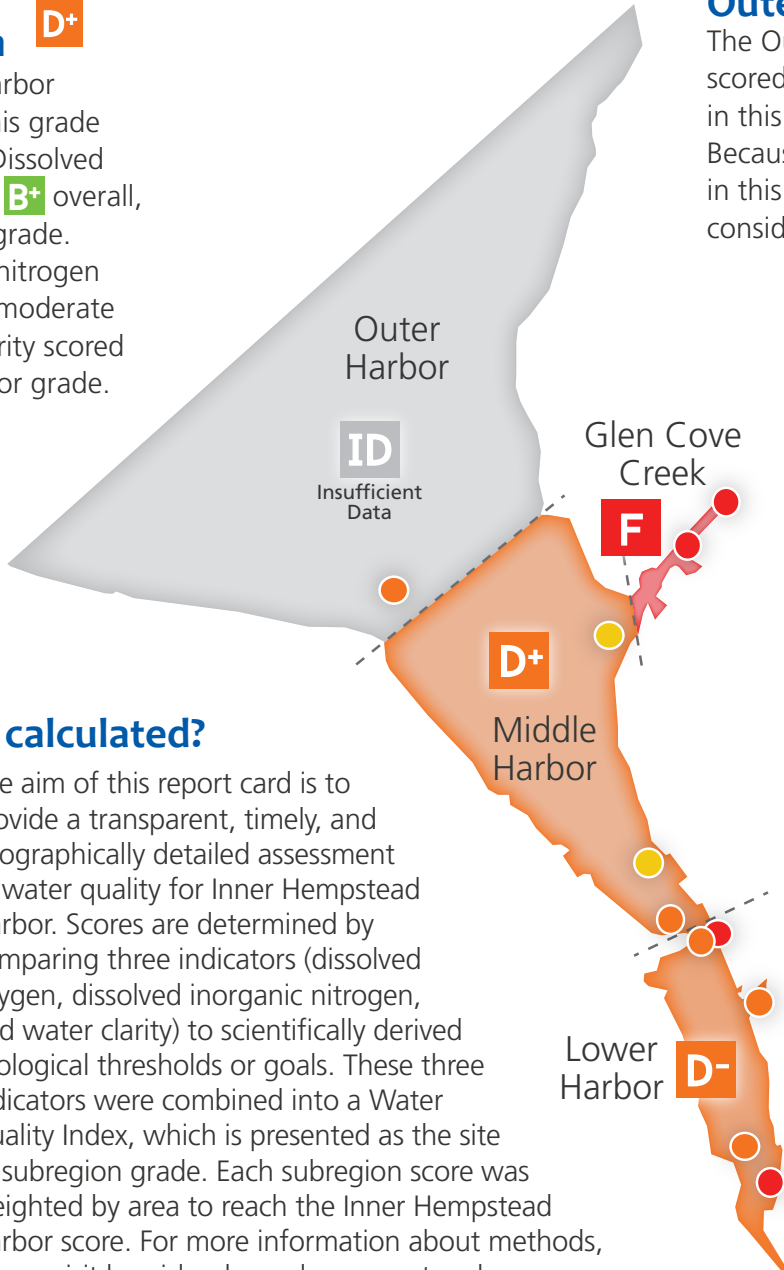 D+
arbor
is grade
Dissolved
B+ overall,
grade.
nitrogen
moderate
rity scored
or grade.
Oute
The Ou
scored
in this
Becaus
in this
consid
Outer
Harbor
ID
Insufficient
Data
Glen Cove
Creek
F
D+
Middle
Harbor
Lower
Harbor
D-
calculated?
e aim of this report card is to
ovide a transparent, timely, and
ographically detailed assessment
water quality for Inner Hempstead
arbor. Scores are determined by
mparing three indicators (dissolved
ygen, dissolved inorganic nitrogen,
d water clarity) to scientifically derived
ological thresholds or goals. These three
dicators were combined into a Water
uality Index, which is presented as the site
subregion grade. Each subregion score was
eighted by area to reach the Inner Hempstead
arbor score. For more information about methods,